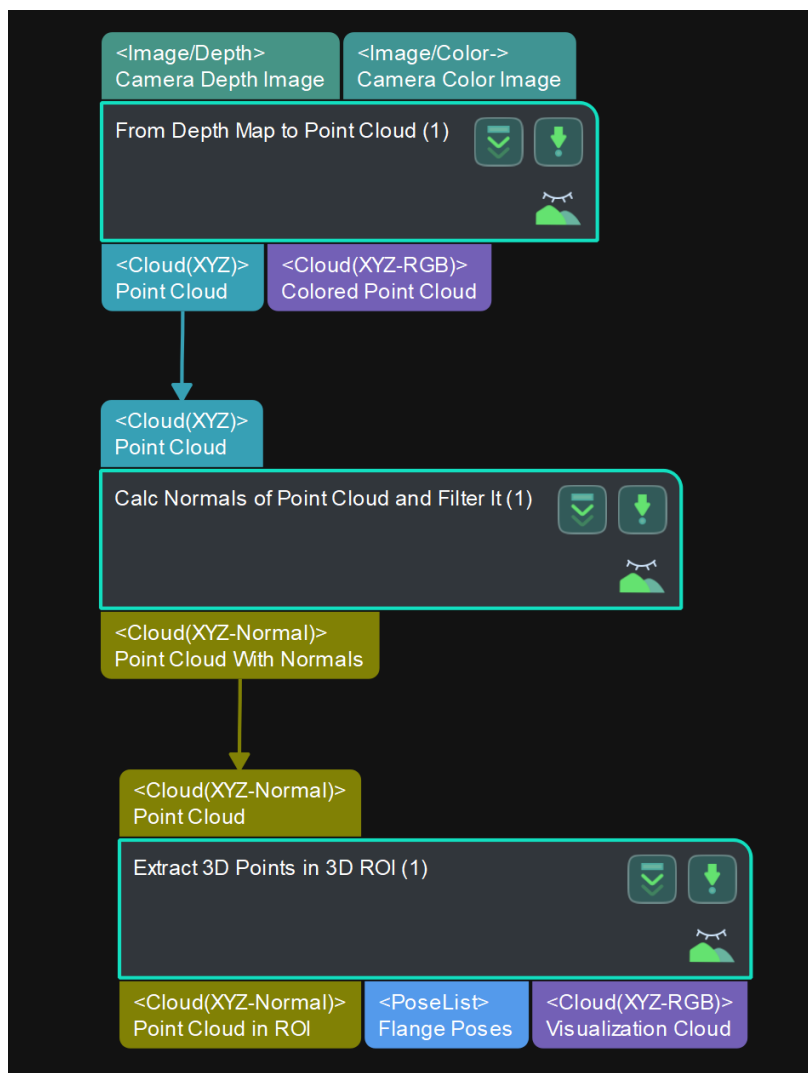 <Image/Depth>
Camera Depth Image
<Image/Color->
Camera Color Image
From Depth Map to Point Cloud (1)
<Cloud(XYZ)>
Point Cloud
<Cloud(XYZ-RGB)>
Colored Point Cloud
<Cloud(XYZ)>
Point Cloud
Calc Normals of Point Cloud and Filter It (1)
<Cloud(XYZ-Normal)>
Point Cloud With Normals
<Cloud(XYZ-Normal)>
Point Cloud
Extract 3D Points in 3D ROI (1)
<Cloud(XYZ-Normal)>
Point Cloud in ROI
<PoseList>
Flange Poses
<Cloud(XYZ-RGB)>
Visualization Cloud